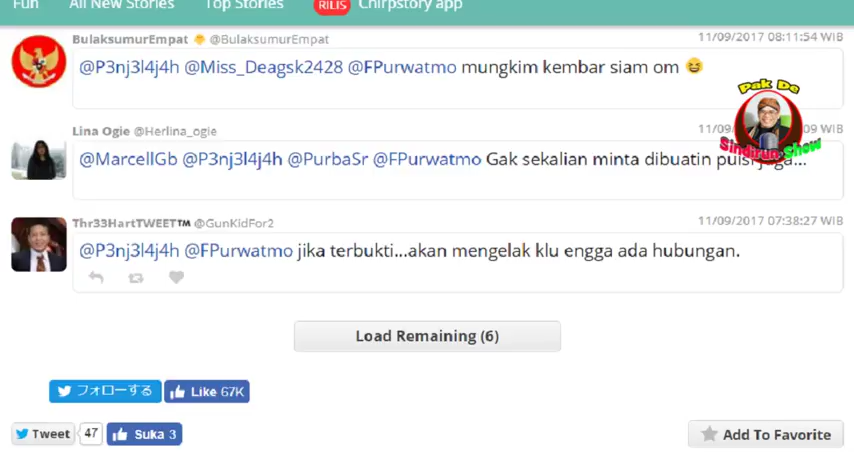 Fun All New Stories Top Stories RILIS Chirpstory app
BulaksumurEmpat @BulaksumurEmpat 11/09/2017 08:11:54 WIB
@P3nj3l4j4h @Miss_Deagsk2428 @FPurwatmo mungkim kembar siam om 😆
Pak De
Sindirun Show
Lina Ogie @Herlina_ogie 11/09/2017 09 WIB
@MarcellGb @P3nj3l4j4h @PurbaSr @FPurwatmo Gak sekalian minta dibuatin puisi juga...
Thr33HartTWEET™ @GunKidFor2 11/09/2017 07:38:27 WIB
@P3nj3l4j4h @FPurwatmo jika terbukti...akan mengelak klu engga ada hubungan.
Load Remaining (6)
フォローする Like 67K
Tweet 47 Suka 3 Add To Favorite